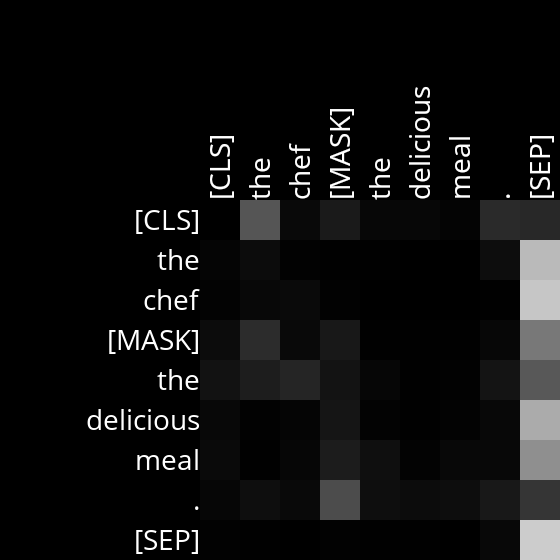 [CLS] the chef [MASK] the delicious meal . [SEP]
[CLS]
the
chef
[MASK]
the
delicious
meal
.
[SEP]